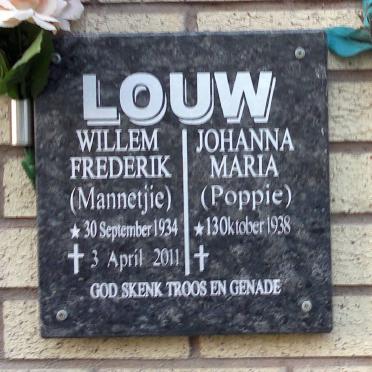 LOUW
WILLEM
FREDERIK
(Mannetjie)
★ 30 September 1934
✝ 3 April 2011
JOHANNA
MARIA
(Poppie)
★ 13 Oktober 1938
✝
GOD SKENK TROOS EN GENADE